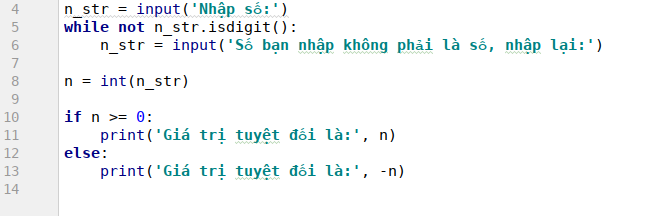 4 n_str = input('Nhập số:')
5 while not n_str.isdigit():
6     n_str = input('Số bạn nhập không phải là số, nhập lại:')
7
8 n = int(n_str)
9
10 if n >= 0:
11     print('Giá trị tuyệt đối là:', n)
12 else:
13     print('Giá trị tuyệt đối là:', -n)
14